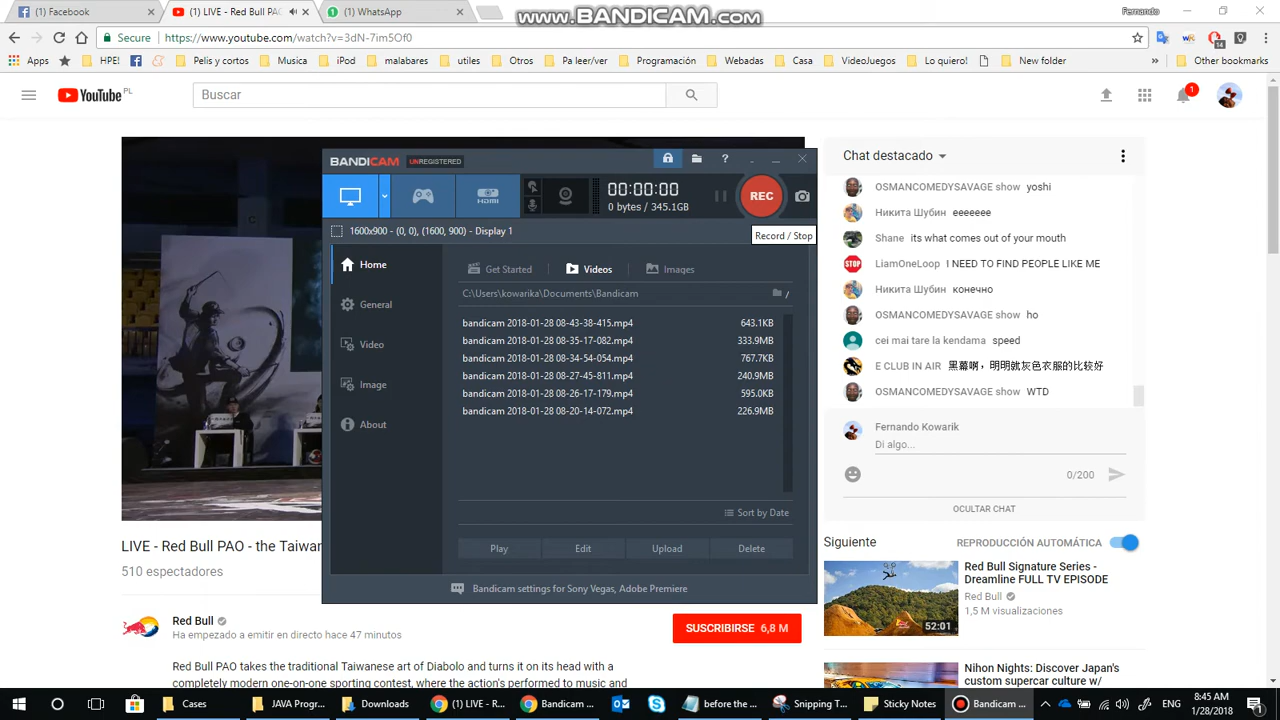 (1) Facebook
(1) LIVE - Red Bull PAO
(1) WhatsApp
www.BANDICAM.com
Fernando
Secure
https://www.youtube.com/watch?v=3dN-7im5Of0
14
Apps
HPE!
Pelis y cortos
Musica
iPod
malabares
utiles
Otros
Pa leer/ver
Programación
Webadas
Casa
VideoJuegos
Lo quiero!
New folder
»
Other bookmarks
YouTube PL
Buscar
1
BANDICAM UNREGISTERED
HDMI
00:00:00
0 bytes / 345.1GB
REC
1600x900 - (0, 0), (1600, 900) - Display 1
Record / Stop
Home
General
Video
Image
About
Get Started
Videos
Images
C:\Users\kowarika\Documents\Bandicam
/
bandicam 2018-01-28 08-43-38-415.mp4 643.1KB
bandicam 2018-01-28 08-35-17-082.mp4 333.9MB
bandicam 2018-01-28 08-34-54-054.mp4 767.7KB
bandicam 2018-01-28 08-27-45-811.mp4 240.9MB
bandicam 2018-01-28 08-26-17-179.mp4 595.0KB
bandicam 2018-01-28 08-20-14-072.mp4 226.9MB
Sort by Date
Play
Edit
Upload
Delete
Bandicam settings for Sony Vegas, Adobe Premiere
LIVE - Red Bull PAO - the Taiwan
510 espectadores
Red Bull
Ha empezado a emitir en directo hace 47 minutos
SUSCRIBIRSE 6,8 M
Red Bull PAO takes the traditional Taiwanese art of Diabolo and turns it on its head with a
completely modern one-on-one sporting contest, where the action's performed to music and
Chat destacado
OSMANCOMEDYSAVAGE show yoshi
Никита Шубин eeeeeee
Shane its what comes out of your mouth
STOP
LiamOneLoop I NEED TO FIND PEOPLE LIKE ME
Никита Шубин конечно
OSMANCOMEDYSAVAGE show ho
cei mai tare la kendama speed
E CLUB IN AIR 黑幕啊，明明就灰色衣服的比较好
OSMANCOMEDYSAVAGE show WTD
Fernando Kowarik
Di algo...
0/200
OCULTAR CHAT
Siguiente
REPRODUCCIÓN AUTOMÁTICA
Red Bull Signature Series -
Dreamline FULL TV EPISODE
Red Bull
1,5 M visualizaciones
52:01
Nihon Nights: Discover Japan's
custom supercar culture w/
Cases
JAVA Progr...
Downloads
(1) LIVE - R...
Bandicam ...
before the ...
Snipping T...
Sticky Notes
Bandicam ...
ENG
8:45 AM
1/28/2018